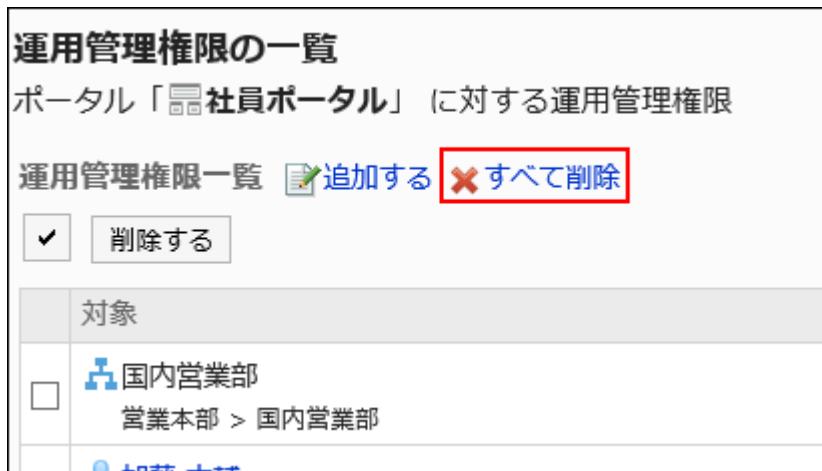 運用管理権限の一覧
ポータル「社員ポータル」 に対する運用管理権限
運用管理権限一覧 追加する すべて削除
削除する
対象
国内営業部
営業本部 > 国内営業部